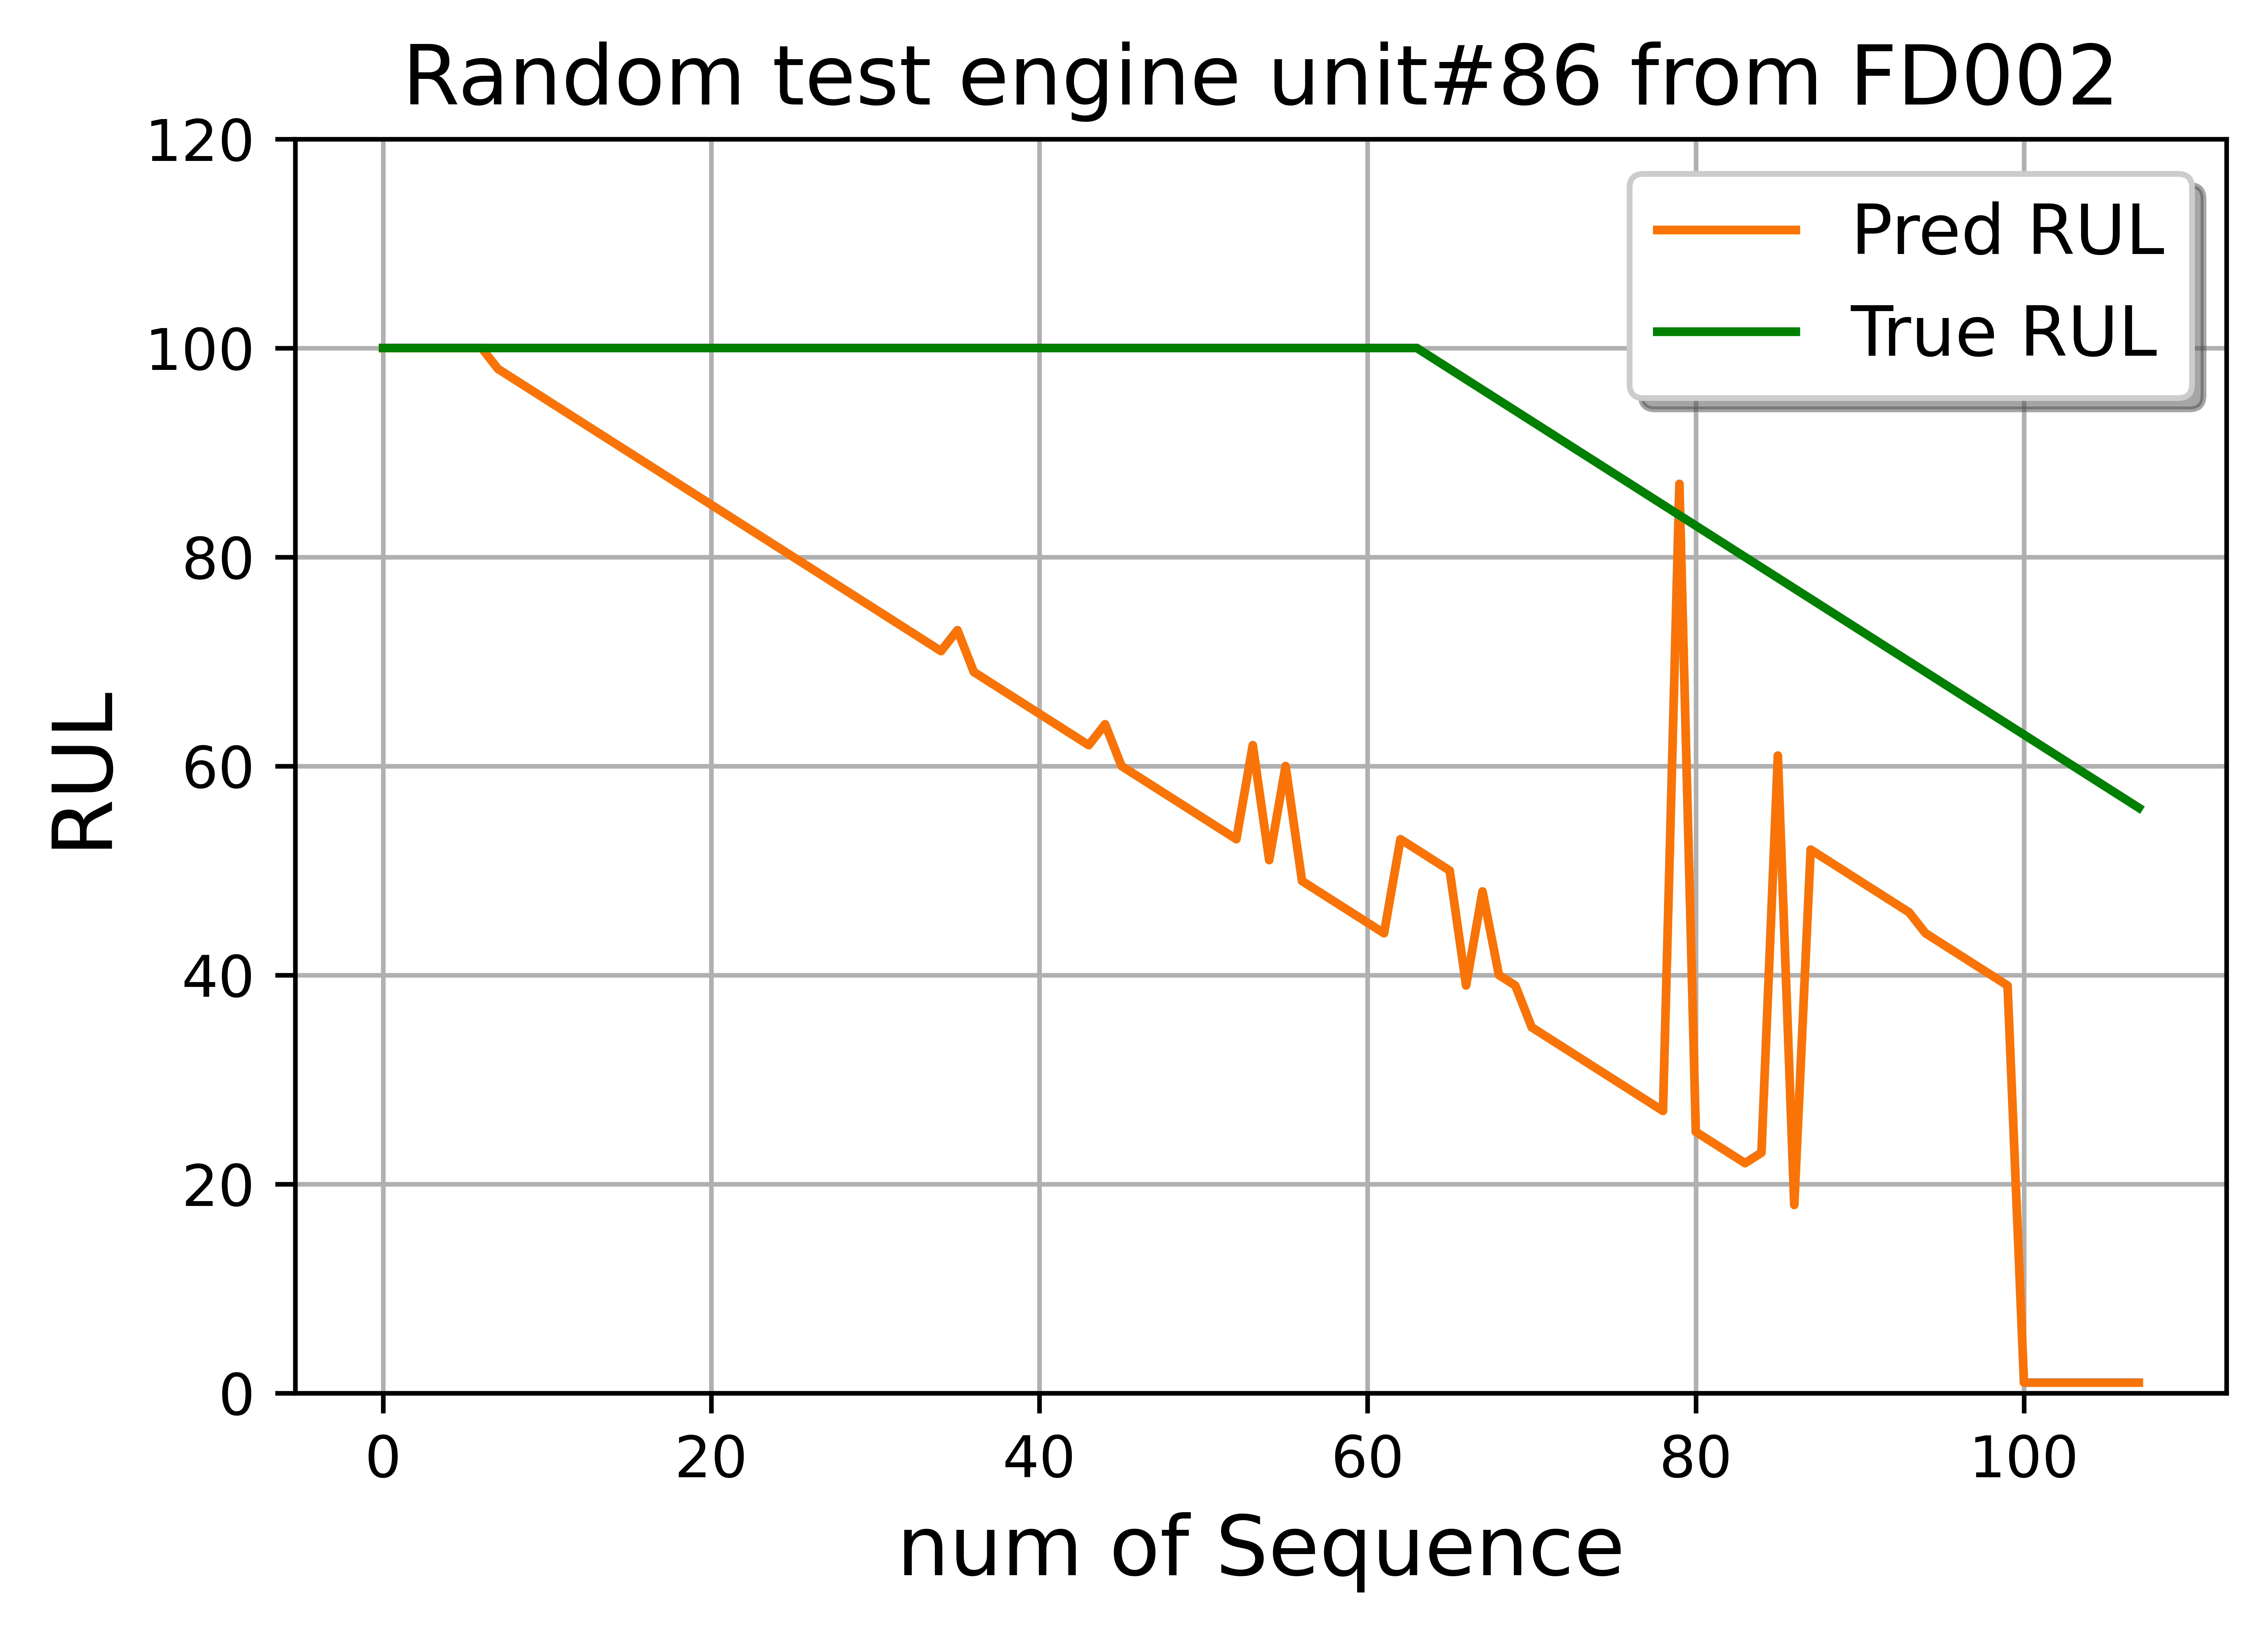 Random test engine unit#86 from FD002
120
100
80
60
40
20
0
RUL
Pred RUL
True RUL
0 20 40 60 80 100
num of Sequence